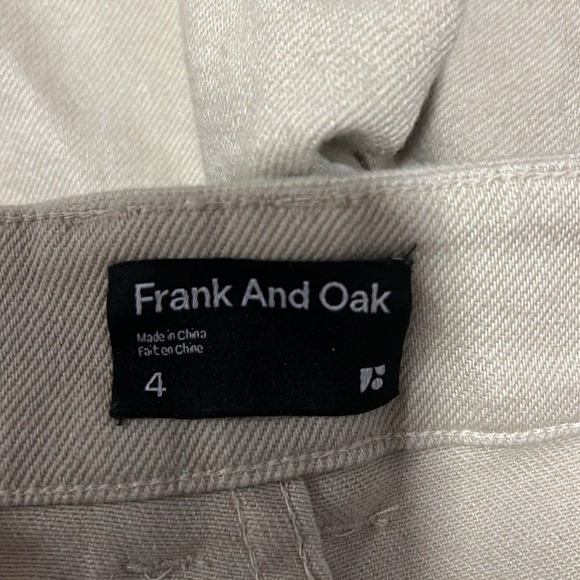 Frank And Oak
Made in China
Fait en Chine
4